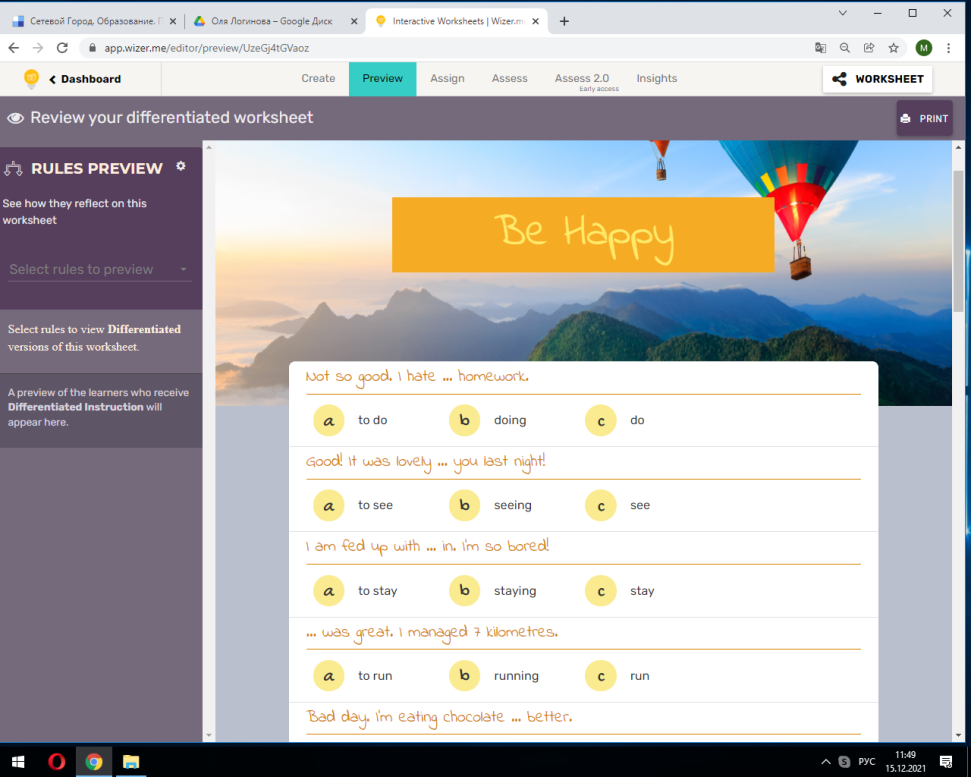 Сетевой Город. Образование. П
Оля Логинова – Google Диск
Interactive Worksheets | Wizer.m
app.wizer.me/editor/preview/UzeGj4tGVaoz
M
Dashboard
Create
Preview
Assign
Assess
Assess 2.0
Early access
Insights
WORKSHEET
Review your differentiated worksheet
PRINT
RULES PREVIEW
See how they reflect on this
worksheet
Select rules to preview
Select rules to view Differentiated
versions of this worksheet.
A preview of the learners who receive
Differentiated Instruction will
appear here.
Be Happy
Not so good. I hate ... homework.
a to do b doing c do
Good! It was lovely ... you last night!
a to see b seeing c see
I am fed up with ... in. I'm so bored!
a to stay b staying c stay
... was great. I managed 7 kilometres.
a to run b running c run
Bad day. I'm eating chocolate ... better.
S РУС
11:49
15.12.2021